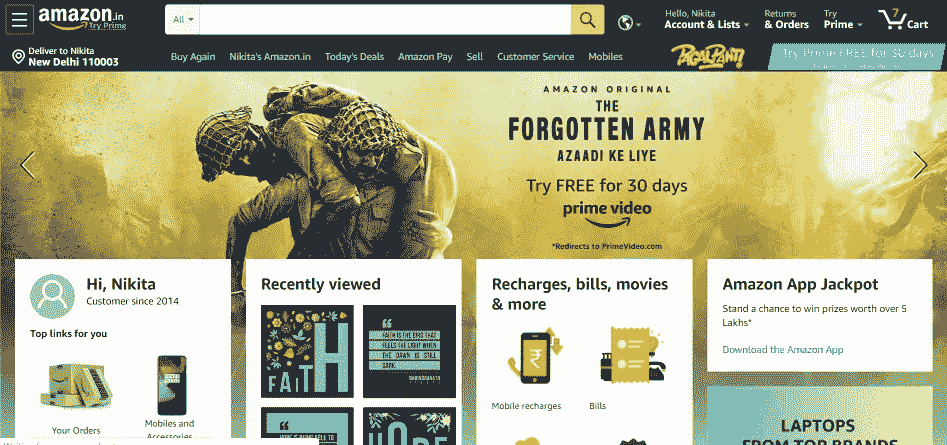 amazon.in
Try Prime
All
Hello, Nikita
Account & Lists
Returns
& Orders
Try
Prime
7
Cart
Deliver to Nikita
New Delhi 110003
Buy Again
Nikita's Amazon.in
Today's Deals
Amazon Pay
Sell
Customer Service
Mobiles
PAGALPANTI
Try Prime FREE for 30 days
AMAZON ORIGINAL
THE
FORGOTTEN ARMY
AZAADI KE LIYE
Try FREE for 30 days
prime video
*Redirects to PrimeVideo.com
Hi, Nikita
Customer since 2014
Top links for you
Your Orders
Mobiles and
Accessories
Recently viewed
FAITH
FAITH IS THE BIRD THAT
FEELS THE LIGHT WHEN
THE DAWN IS STILL
DARK.
RABINDRANATH
HOPE IS BEING ABLE TO
HOPE
Recharges, bills, movies
& more
₹
Mobile recharges
Bills
Amazon App Jackpot
Stand a chance to win prizes worth over 5
Lakhs*
Download the Amazon App
LAPTOPS
FROM TOP BRANDS